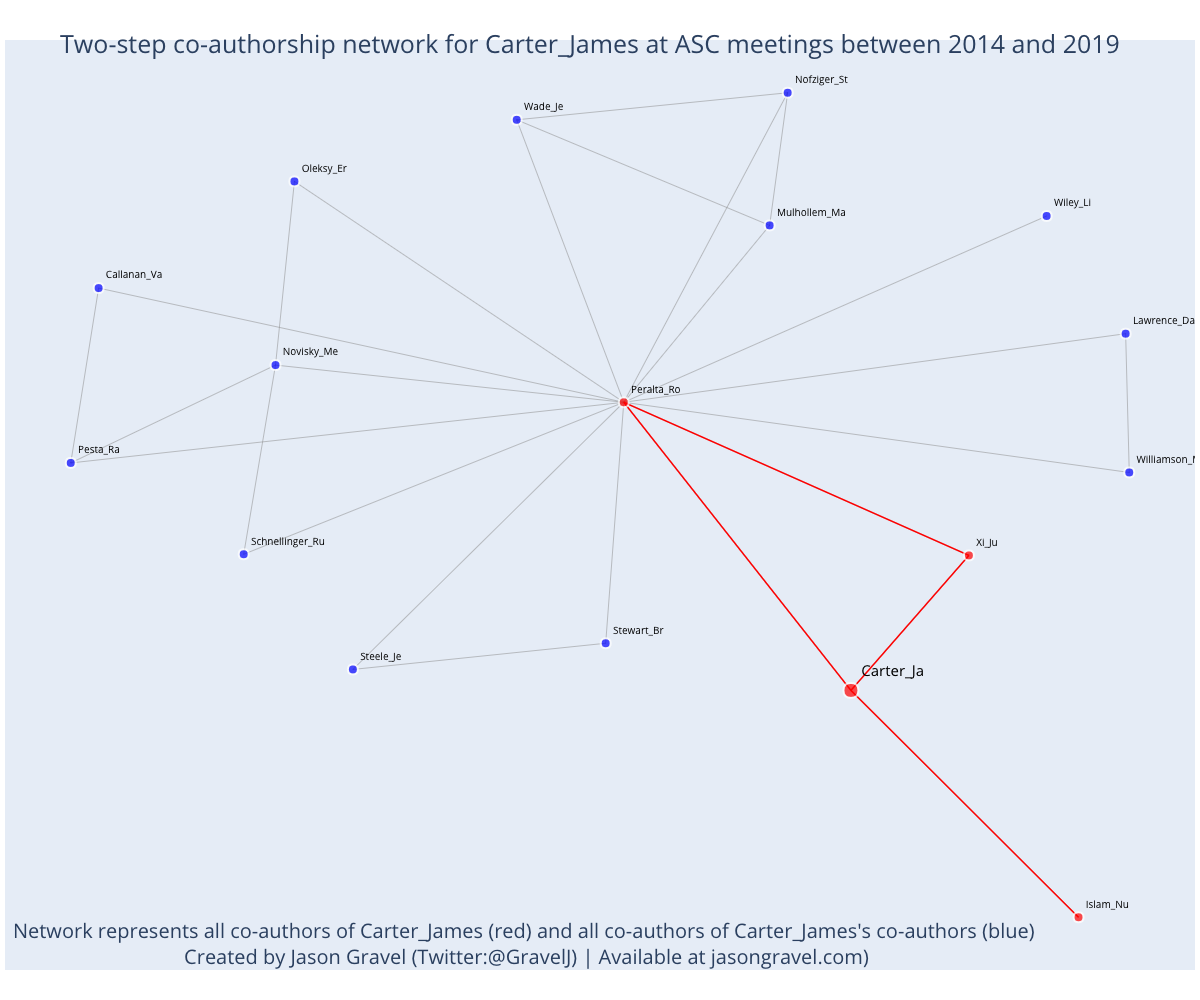 Two-step co-authorship network for Carter_James at ASC meetings between 2014 and 2019
Nofziger_St
Wade_Je
Oleksy_Er
Wiley_Li
Mulhollem_Ma
Callanan_Va
Lawrence_Da
Novisky_Me
Peralta_Ro
Pesta_Ra
Williamson_M
Schnellinger_Ru
Xi_Ju
Stewart_Br
Steele_Je
Carter_Ja
Islam_Nu
Network represents all co-authors of Carter_James (red) and all co-authors of Carter_James's co-authors (blue)
Created by Jason Gravel (Twitter:@GravelJ) | Available at jasongravel.com)